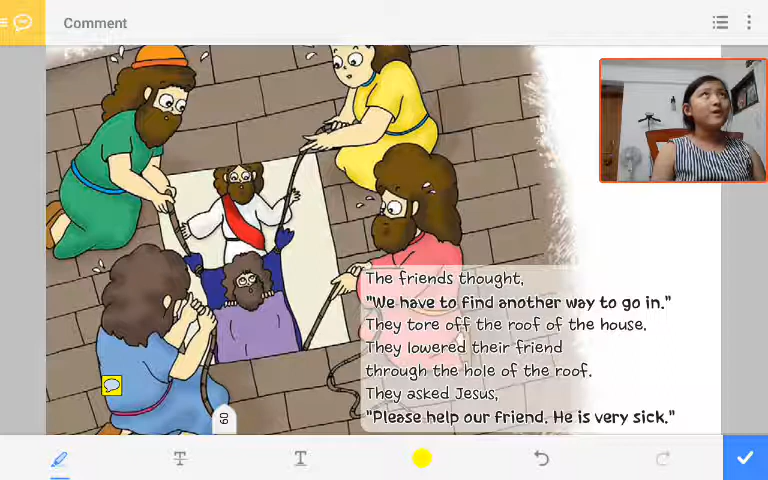 Comment
The friends thought,
"We have to find another way to go in."
They tore off the roof of the house.
They lowered their friend
through the hole of the roof.
They asked Jesus,
"Please help our friend. He is very sick."
60